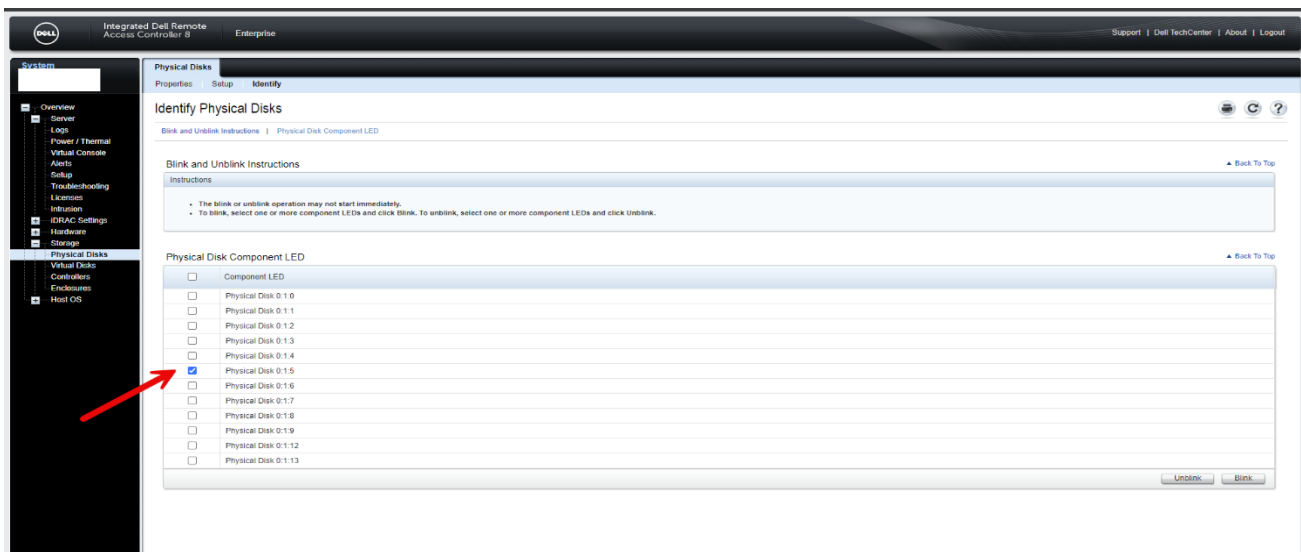 DELL
Integrated Dell Remote
Access Controller 8
Enterprise
Support | Dell TechCenter | About | Logout
System
Overview
Server
Logs
Power / Thermal
Virtual Console
Alerts
Setup
Troubleshooting
Licenses
Intrusion
iDRAC Settings
Hardware
Storage
Physical Disks
Virtual Disks
Controllers
Enclosures
Host OS
Physical Disks
Properties | Setup | Identify
Identify Physical Disks
Blink and Unblink Instructions | Physical Disk Component LED
Blink and Unblink Instructions
Back To Top
Instructions
• The blink or unblink operation may not start immediately.
• To blink, select one or more component LEDs and click Blink. To unblink, select one or more component LEDs and click Unblink.
Physical Disk Component LED
Back To Top
Component LED
Physical Disk 0:1:0
Physical Disk 0:1:1
Physical Disk 0:1:2
Physical Disk 0:1:3
Physical Disk 0:1:4
Physical Disk 0:1:5
Physical Disk 0:1:6
Physical Disk 0:1:7
Physical Disk 0:1:8
Physical Disk 0:1:9
Physical Disk 0:1:12
Physical Disk 0:1:13
Unblink
Blink